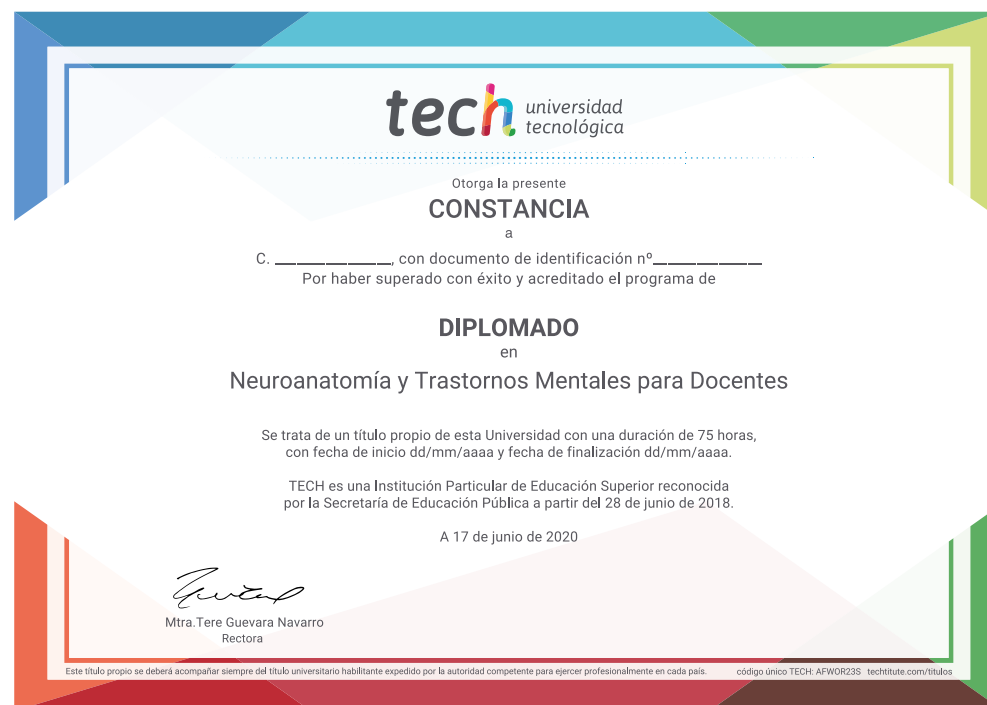 tech universidad
tecnológica
Otorga la presente
CONSTANCIA
a
C. ____________, con documento de identificación nº____________
Por haber superado con éxito y acreditado el programa de
DIPLOMADO
en
Neuroanatomía y Trastornos Mentales para Docentes
Se trata de un título propio de esta Universidad con una duración de 75 horas,
con fecha de inicio dd/mm/aaaa y fecha de finalización dd/mm/aaaa.
TECH es una Institución Particular de Educación Superior reconocida
por la Secretaría de Educación Pública a partir del 28 de junio de 2018.
A 17 de junio de 2020
Mtra.Tere Guevara Navarro
Rectora
Este título propio se deberá acompañar siempre del título universitario habilitante expedido por la autoridad competente para ejercer profesionalmente en cada país. código único TECH: AFWOR23S techtitute.com/titulos